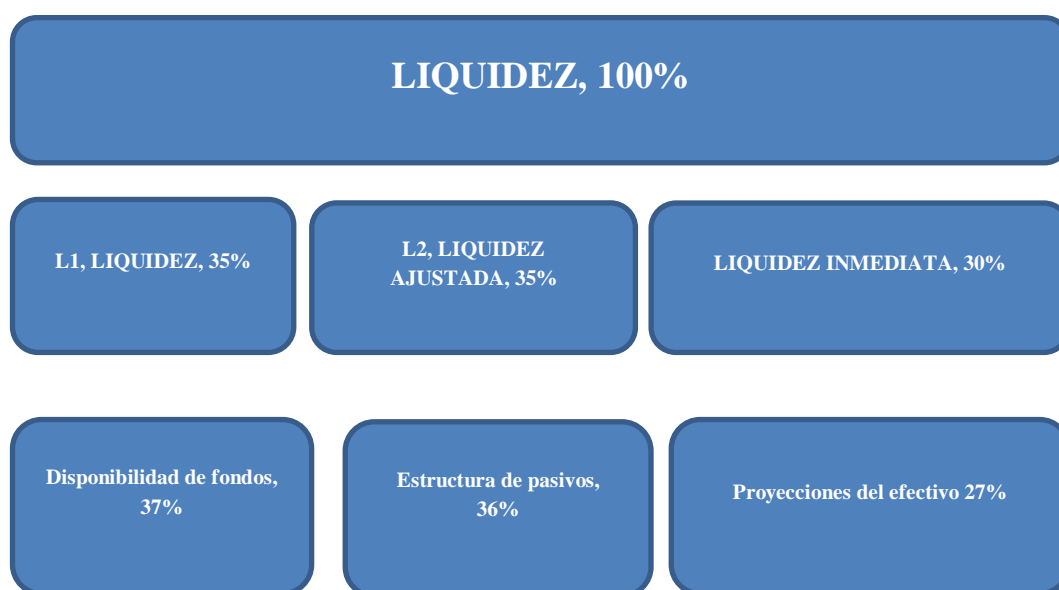 LIQUIDEZ, 100%
L1, LIQUIDEZ, 35%
L2, LIQUIDEZ
AJUSTADA, 35%
LIQUIDEZ INMEDIATA, 30%
Disponibilidad de fondos,
37%
Estructura de pasivos,
36%
Proyecciones del efectivo 27%